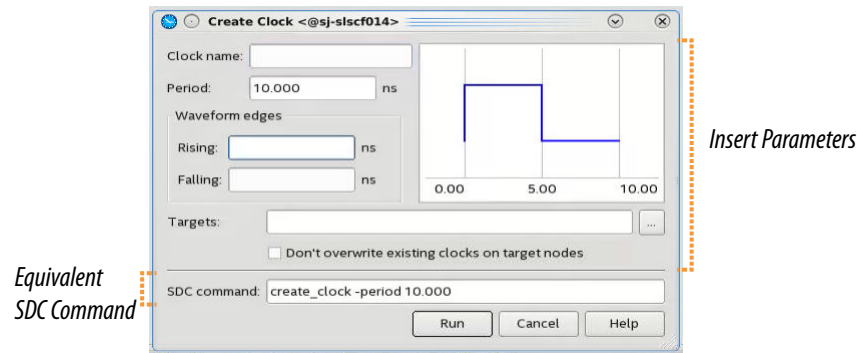 Create Clock <@sj-slscf014>
Clock name:
Period: 10.000 ns
Waveform edges
Rising: ns
Falling: ns
0.00 5.00 10.00
Insert Parameters
Targets: ...
Don't overwrite existing clocks on target nodes
Equivalent
SDC Command
SDC command: create_clock -period 10.000
Run Cancel Help